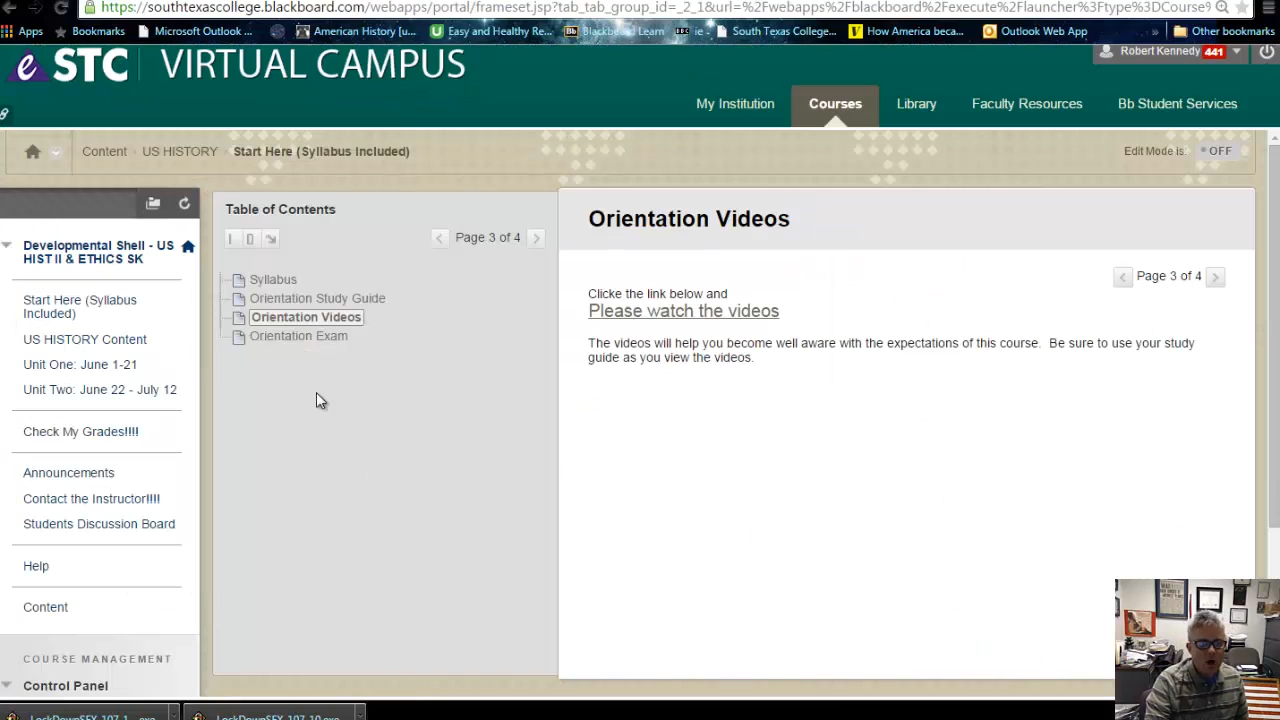 https://southtexascollege.blackboard.com/webapps/portal/frameset.jsp?tab_tab_group_id=_2_1&url=%2Fwebapps%2Fblackboard%2Fexecute%2Flauncher%3Ftype%3DCourse%
Apps Bookmarks Microsoft Outlook ... American History [u... Easy and Healthy Re... Blackboard Learn ie - South Texas College... How America beca... Outlook Web App » Other bookmarks
e STC VIRTUAL CAMPUS
Robert Kennedy 441
My Institution Courses Library Faculty Resources Bb Student Services
Content US HISTORY Start Here (Syllabus Included)
Edit Mode is: OFF
Developmental Shell - US
HIST II & ETHICS SK
Start Here (Syllabus
Included)
US HISTORY Content
Unit One: June 1-21
Unit Two: June 22 - July 12
Check My Grades!!!!
Announcements
Contact the Instructor!!!!
Students Discussion Board
Help
Content
COURSE MANAGEMENT
Control Panel
Table of Contents
Page 3 of 4
Syllabus
Orientation Study Guide
Orientation Videos
Orientation Exam
Orientation Videos
Page 3 of 4
Clicke the link below and
Please watch the videos
The videos will help you become well aware with the expectations of this course. Be sure to use your study
guide as you view the videos.